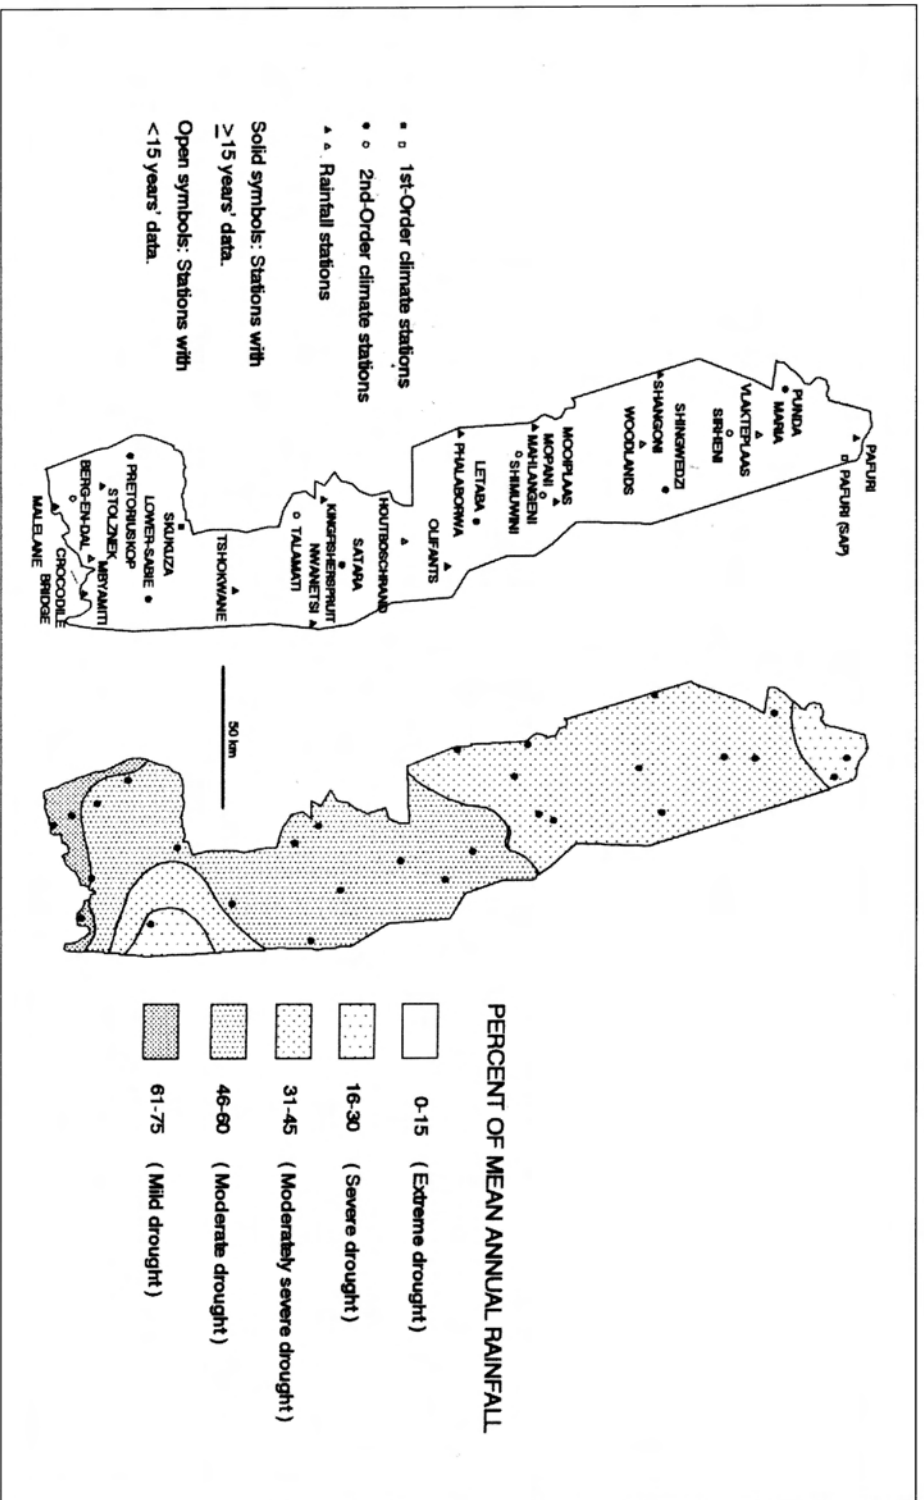 PAFURI
PAFURI (SAP)
PUNDA
MARIA
VLAKTEPLAAS
SIRHENI
SHINGWEDZI
SHANGONI
WOODLANDS
MOOIPLAAS
MOPANI
MAHLANGENI
SHIMUWINI
LETABA
PHALABORWA
OLIFANTS
HOUTBOSCHRAND
SATARA
KINGFISHERSPRUIT
NWANETSI
TALAMATI
TSHOKWANE
SKUKUZA
LOWER-SABIE
PRETORIUSKOP
STOLZNEK
MBYAMITI
BERG-EN-DAL
CROCODILE
BRIDGE
MALELANE
1st-Order climate stations
2nd-Order climate stations
Rainfall stations
Solid symbols: Stations with
≥15 years' data.
Open symbols: Stations with
<15 years' data.
50 km
PERCENT OF MEAN ANNUAL RAINFALL
0-15 ( Extreme drought )
16-30 ( Severe drought )
31-45 ( Moderately severe drought )
46-60 ( Moderate drought )
61-75 ( Mild drought )